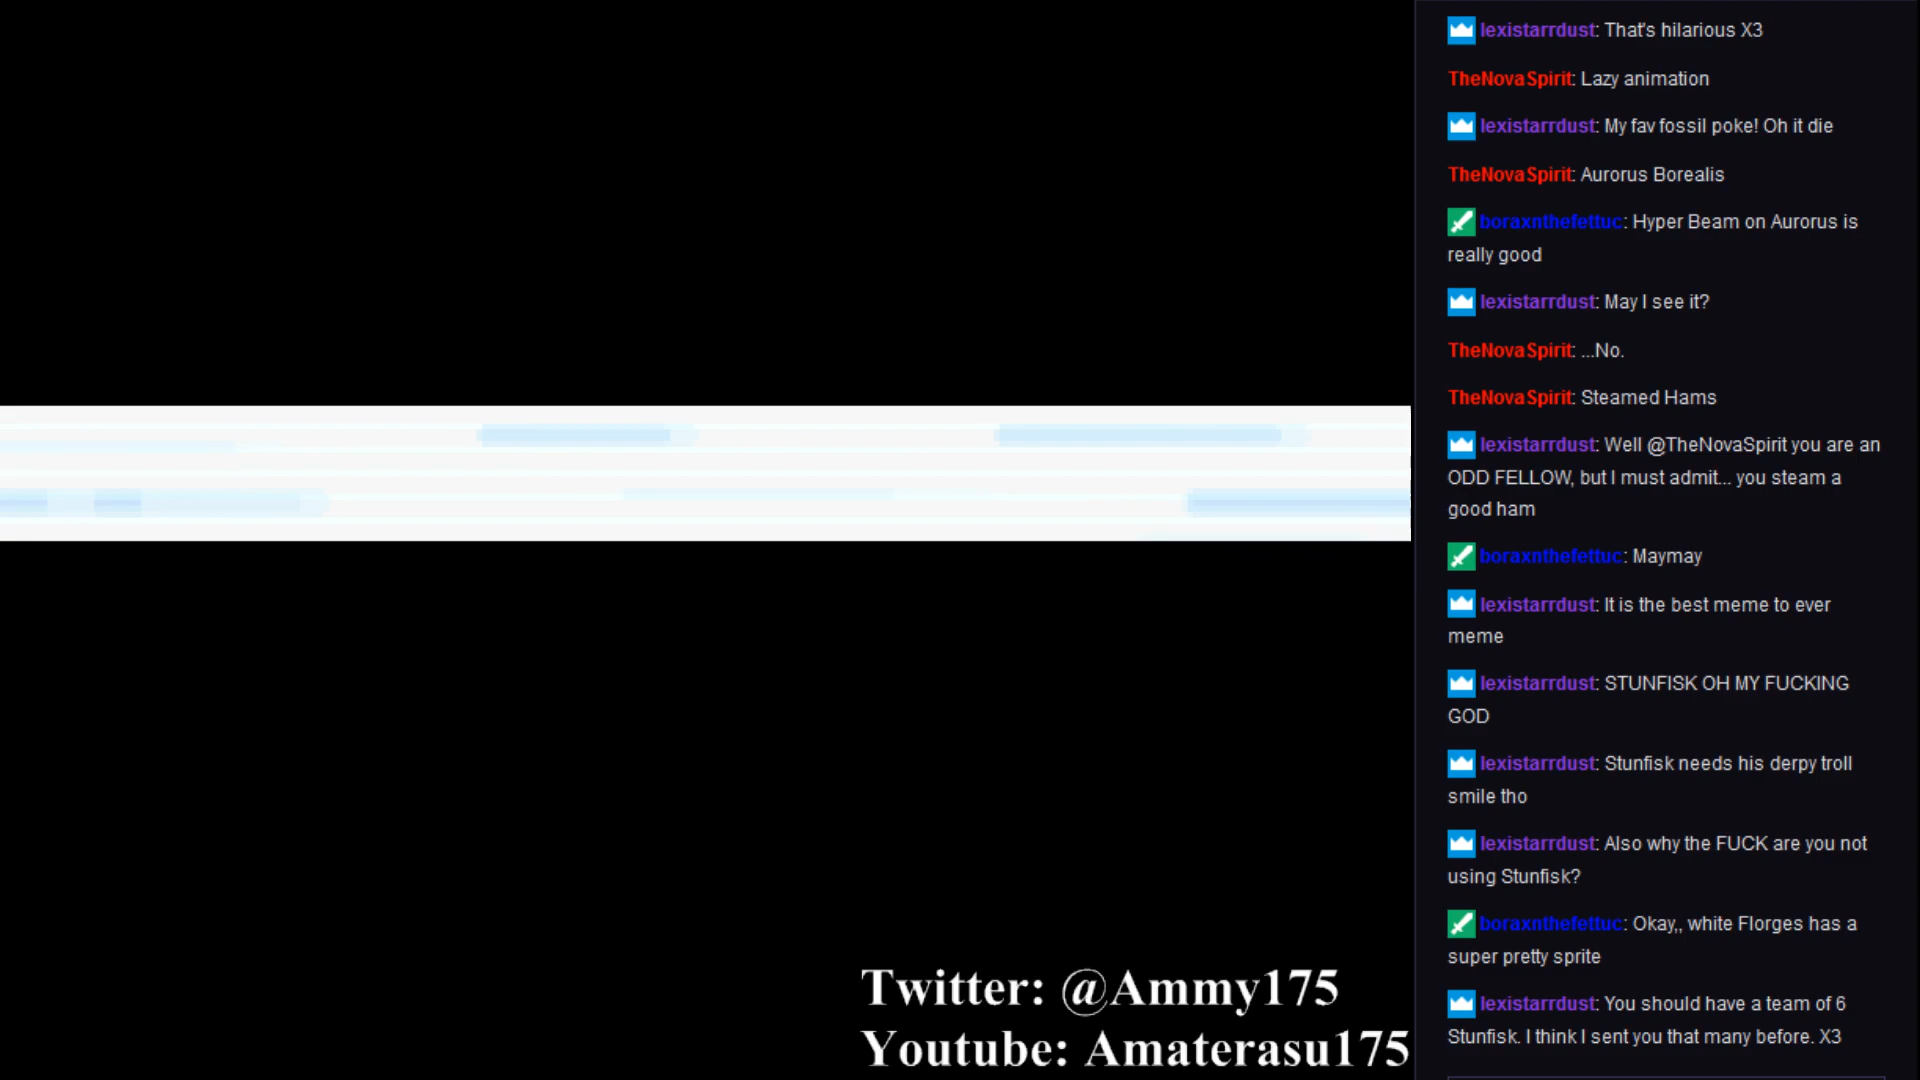 lexistarrdust: That's hilarious X3
TheNovaSpirit: Lazy animation
lexistarrdust: My fav fossil poke! Oh it die
TheNovaSpirit: Aurorus Borealis
boraxnthefettuc: Hyper Beam on Aurorus is
really good
lexistarrdust: May I see it?
TheNovaSpirit: ...No.
TheNovaSpirit: Steamed Hams
lexistarrdust: Well @TheNovaSpirit you are an
ODD FELLOW, but I must admit... you steam a
good ham
boraxnthefettuc: Maymay
lexistarrdust: It is the best meme to ever
meme
lexistarrdust: STUNFISK OH MY FUCKING
GOD
lexistarrdust: Stunfisk needs his derpy troll
smile tho
lexistarrdust: Also why the FUCK are you not
using Stunfisk?
boraxnthefettuc: Okay,, white Florges has a
super pretty sprite
lexistarrdust: You should have a team of 6
Stunfisk. I think I sent you that many before. X3
Twitter: @Ammy175
Youtube: Amaterasu175